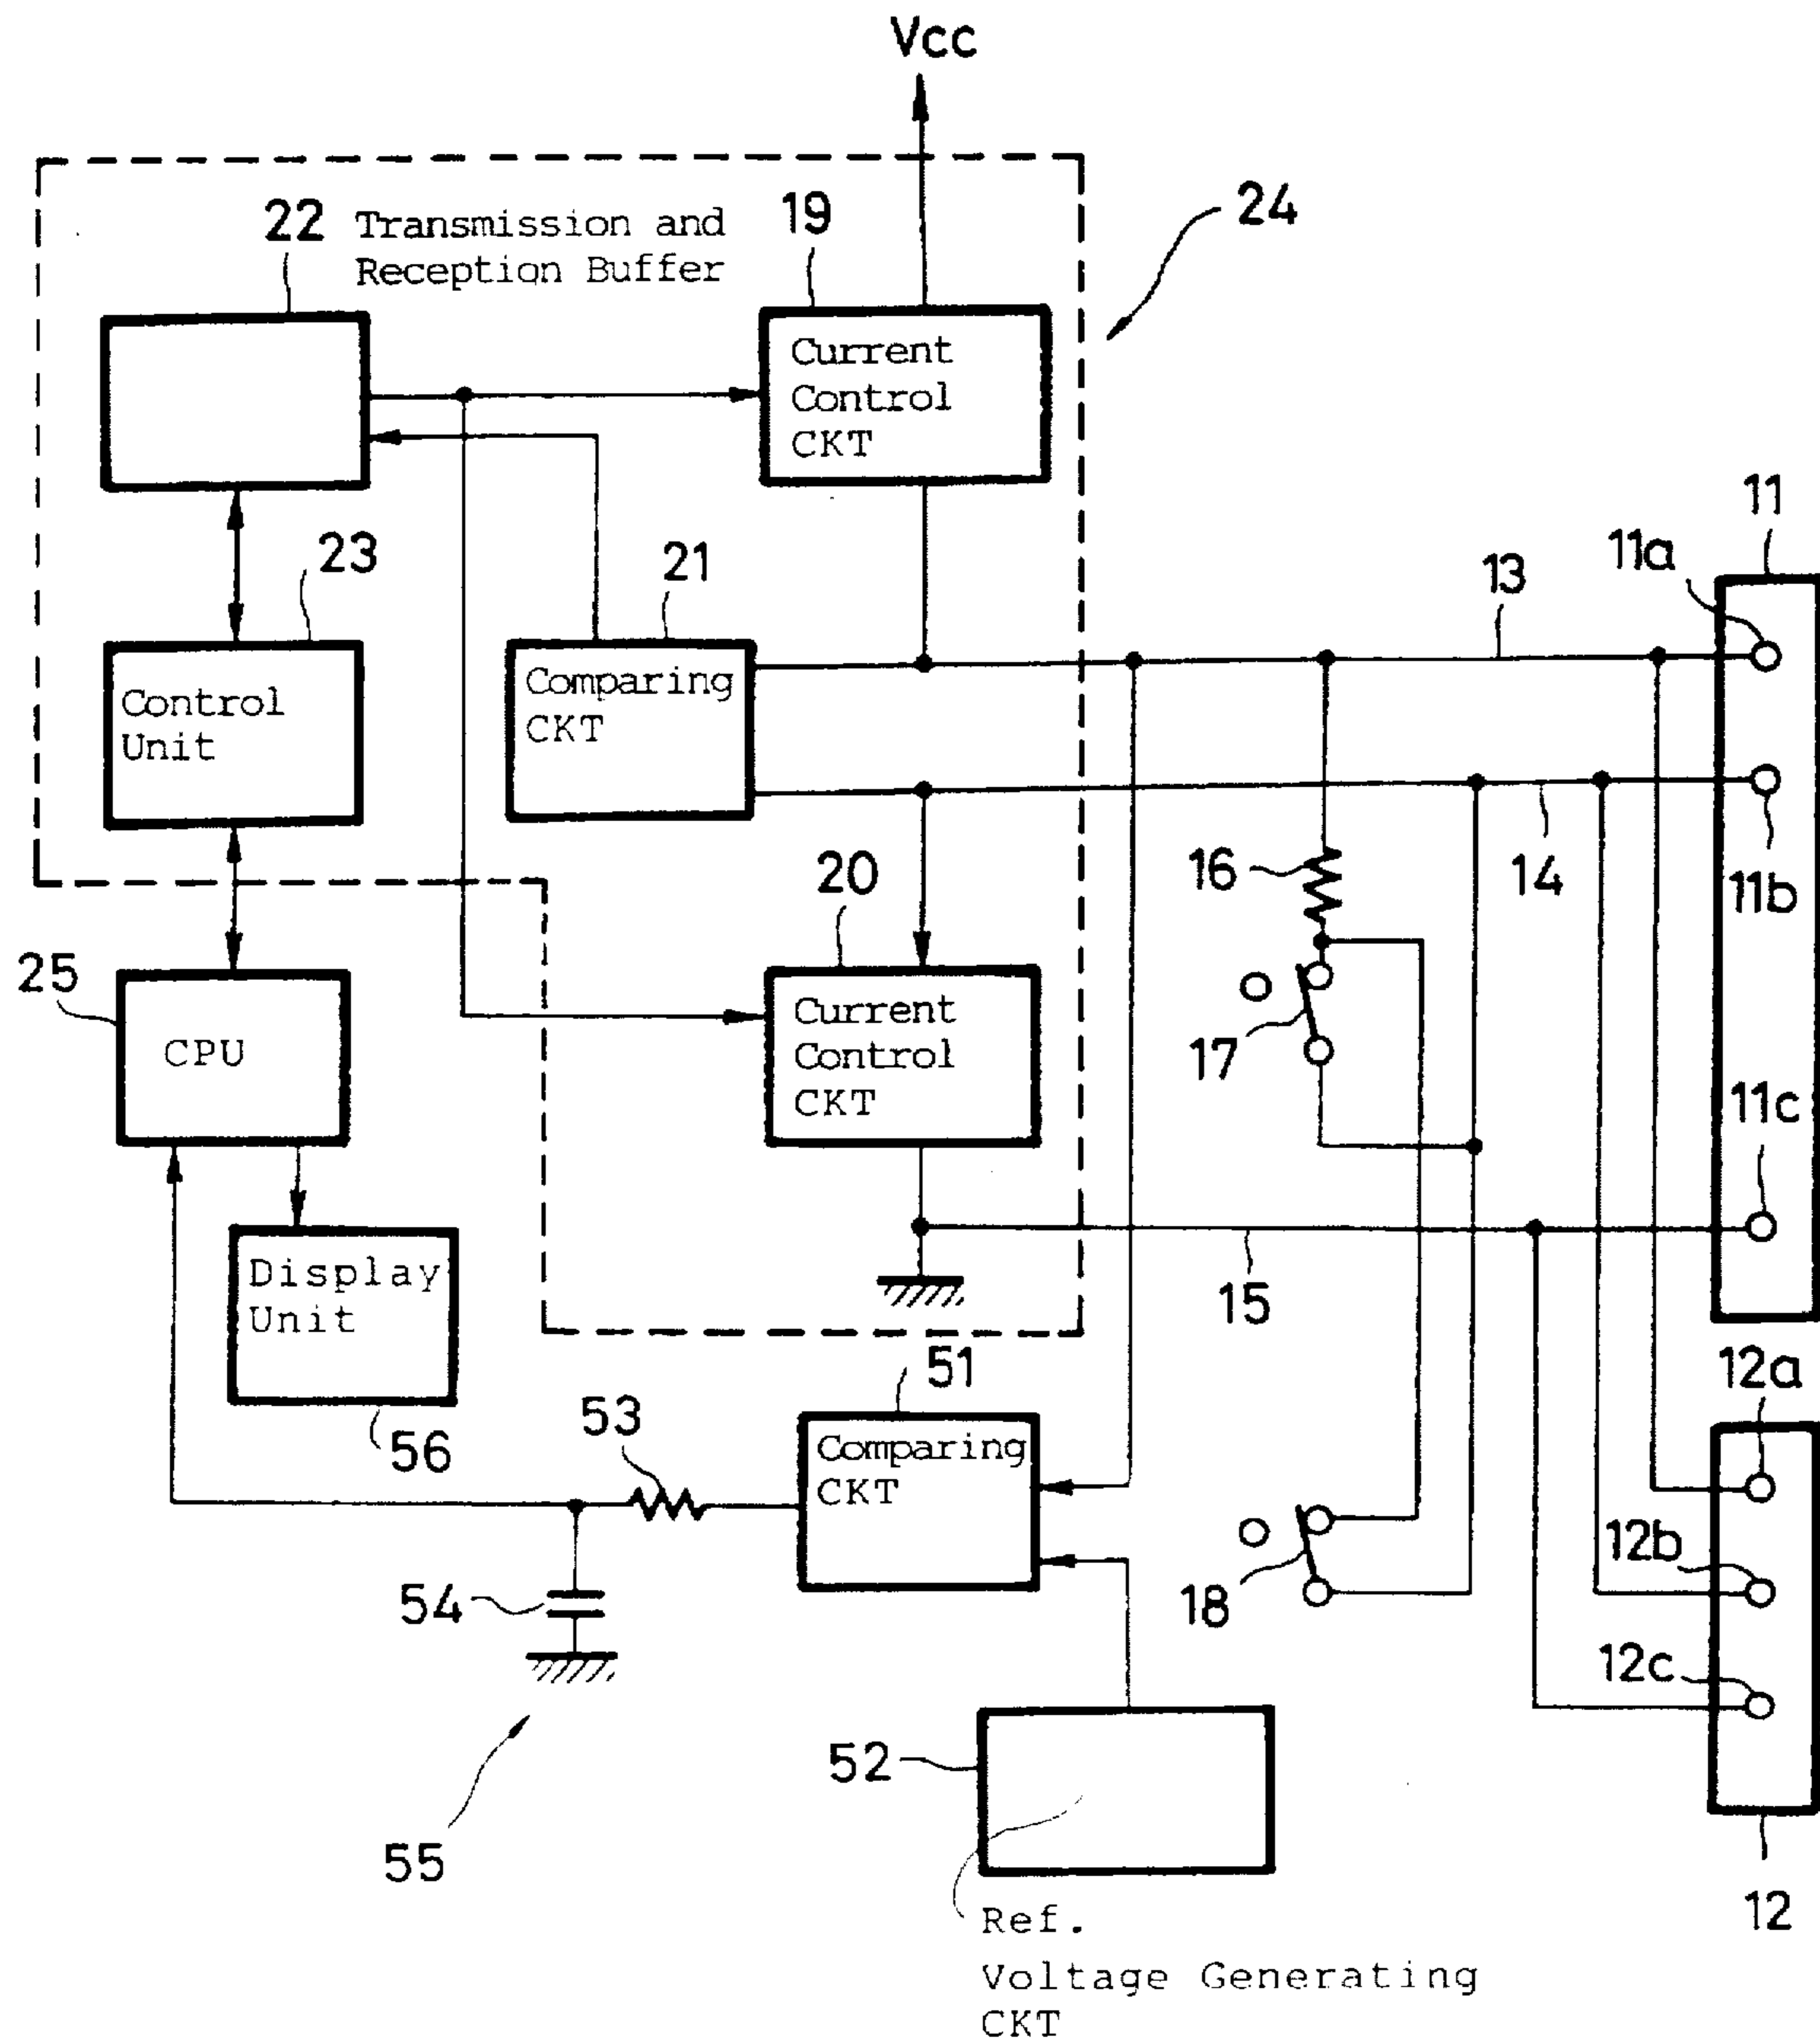 Vcc
22 Transmission and
Reception Buffer
19
24
Current
Control
CKT
11
11a
13
23
21
Control
Unit
Comparing
CKT
16
14
11b
20
25
CPU
Current
Control
CKT
17
11c
Display
Unit
15
51
12a
53
56
Comparing
CKT
12b
54
18
12c
52
55
12
Ref.
Voltage Generating
CKT